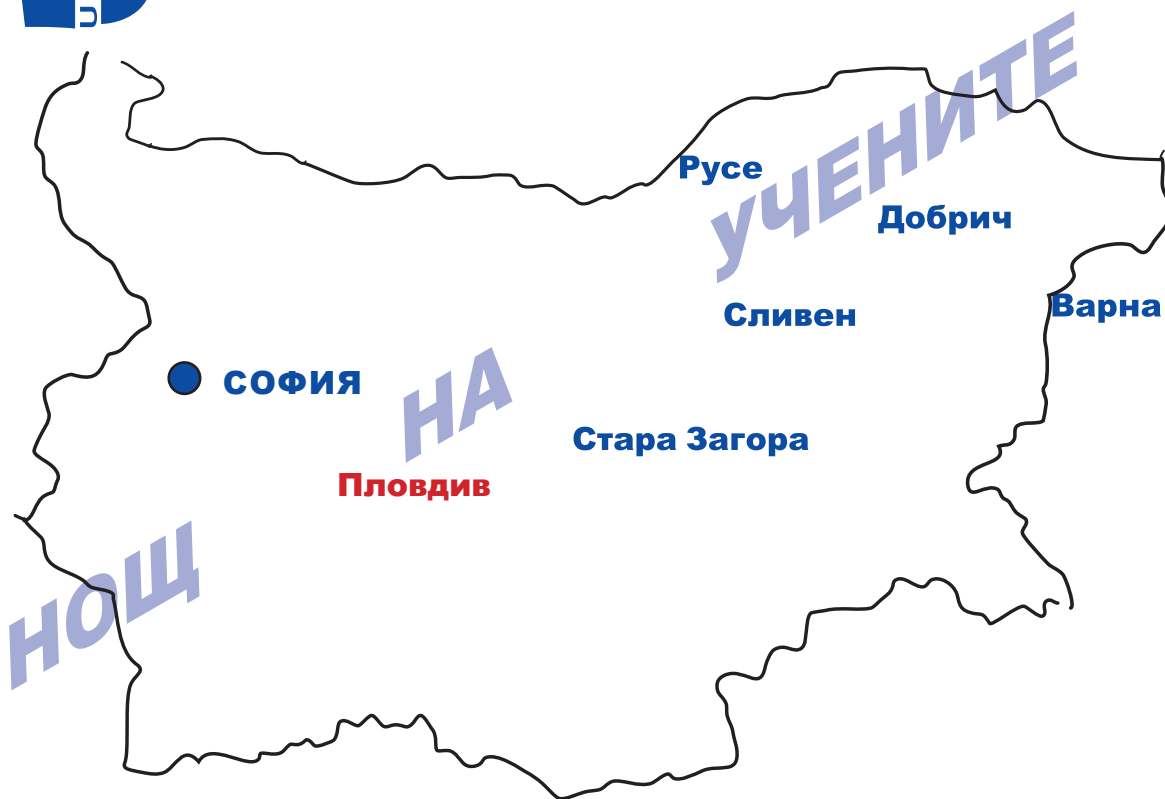 УЧЕНИТЕ
Русе
Добрич
Варна
Сливен
СОФИЯ
НА
Стара Загора
Пловдив
НОЩ